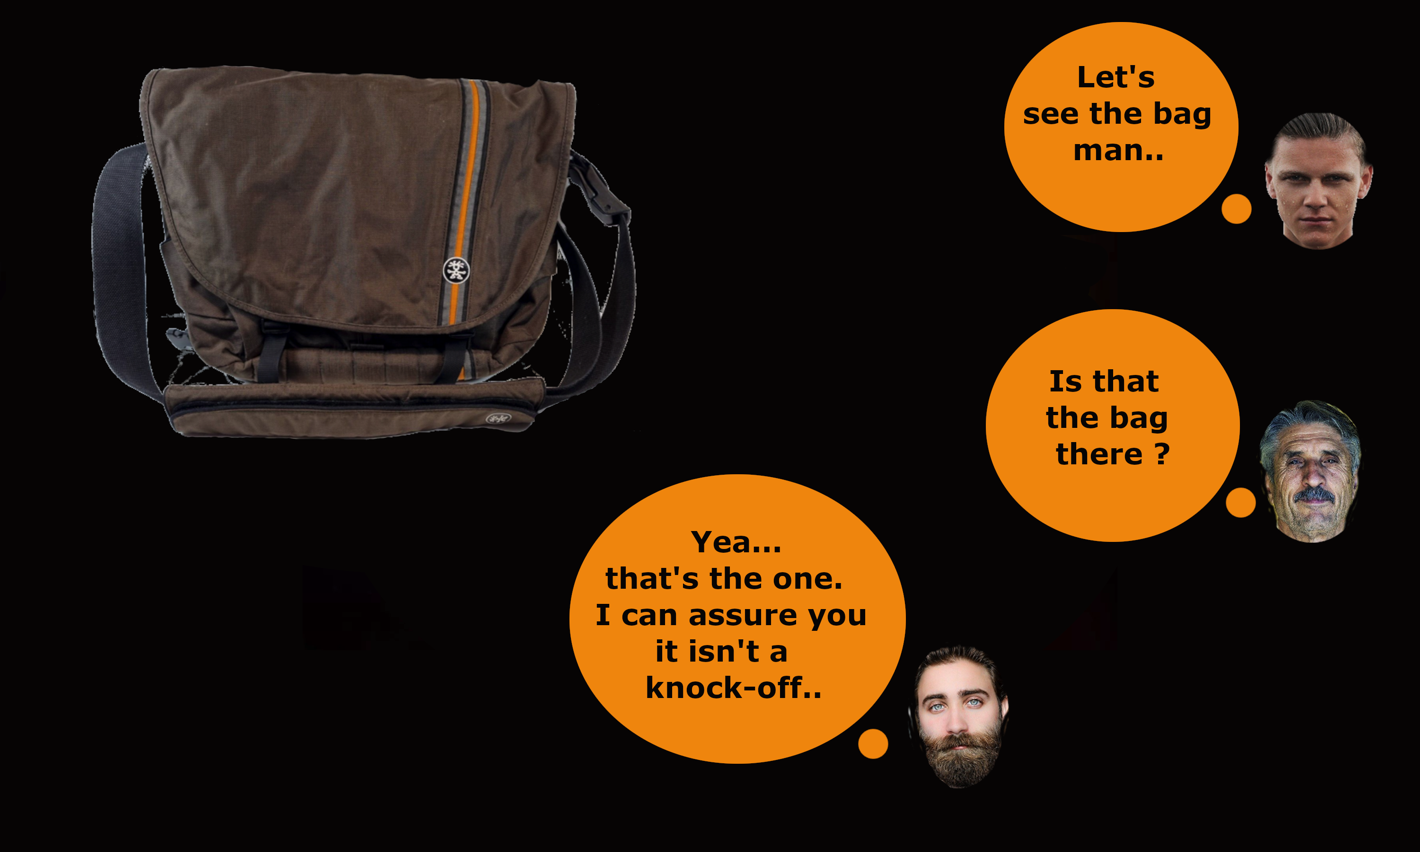 Let's
see the bag
man..
Is that
the bag
there ?
Yea...
that's the one.
I can assure you
it isn't a
knock-off..